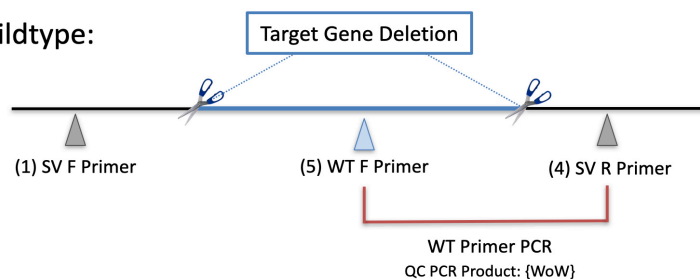 ildtype:
Target Gene Deletion
(1) SV F Primer
(5) WT F Primer
(4) SV R Primer
WT Primer PCR
QC PCR Product: {WoW}